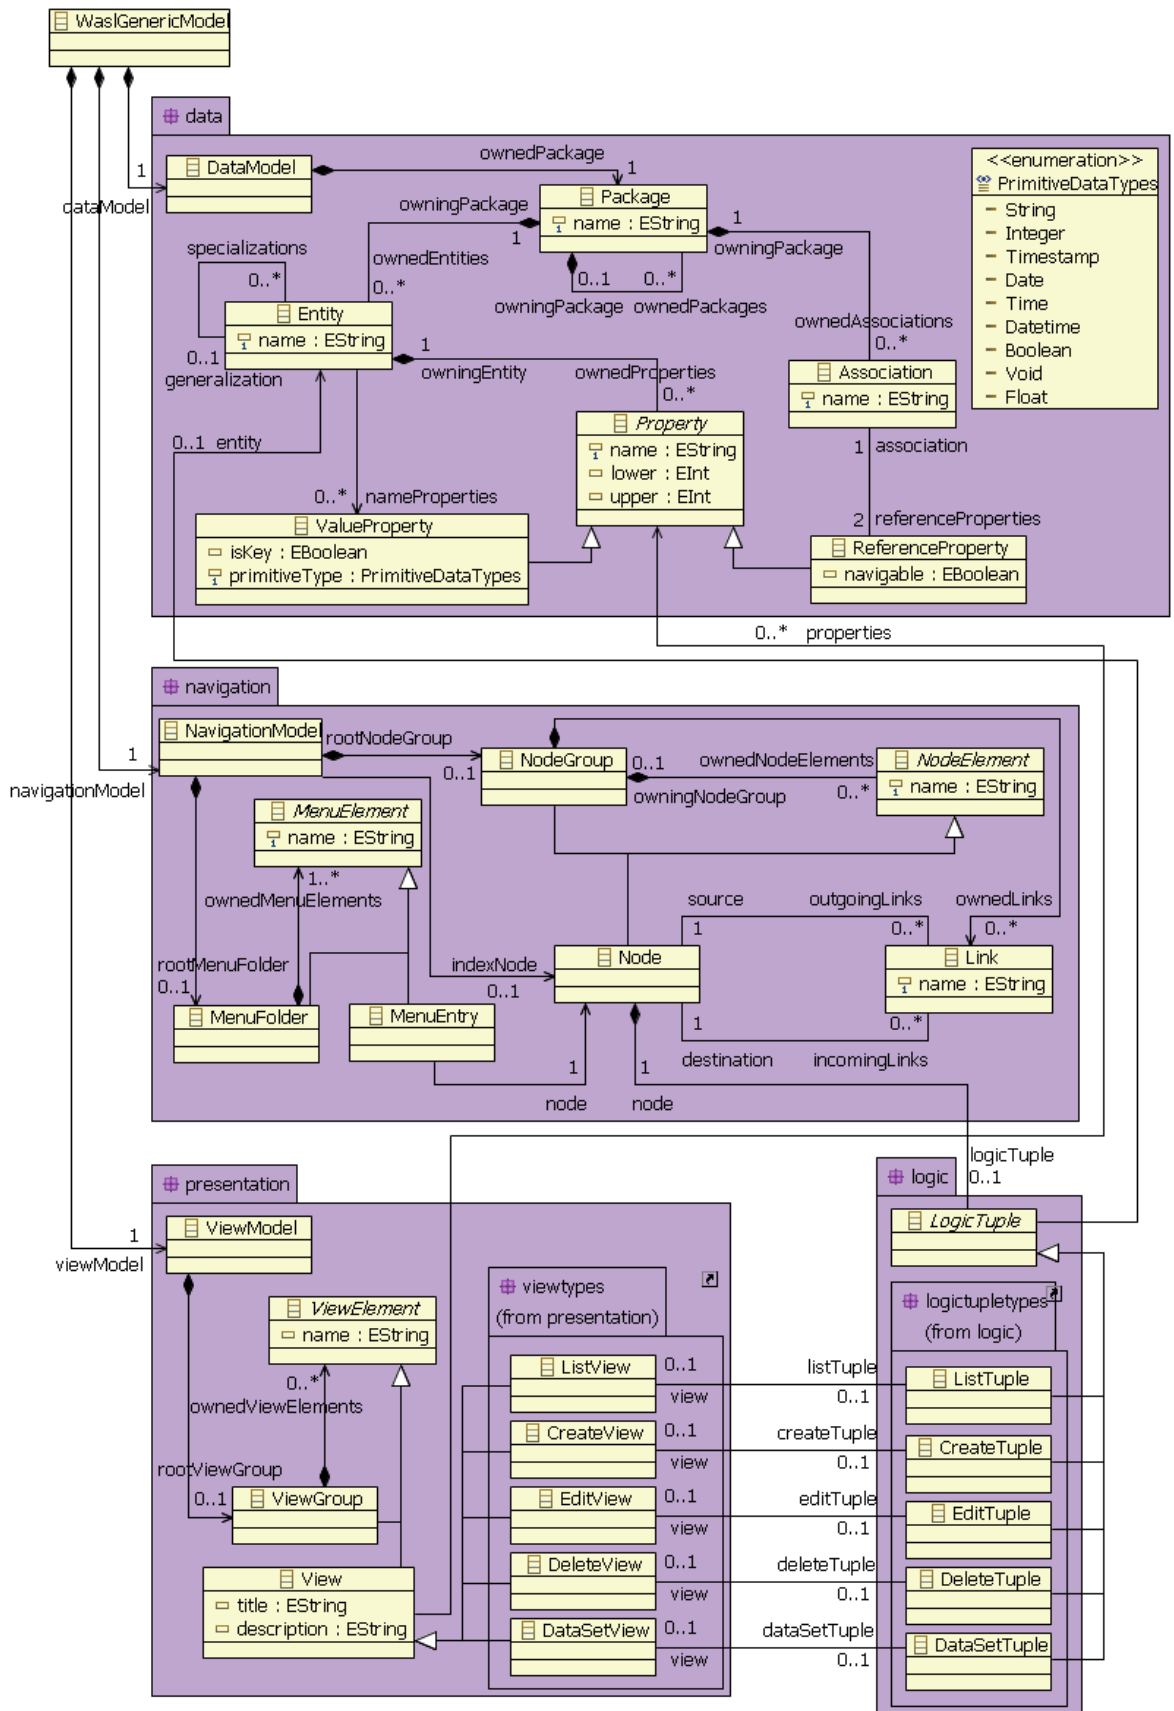 WaslGenericModel
data
DataModel
ownedPackage
1
1
dataModel
Package
name : EString
<<enumeration>>
PrimitiveDataTypes
String
Integer
Timestamp
Date
Time
Datetime
Boolean
Void
Float
owningPackage
1
1
owningPackage
specializations
0..*
ownedEntities
0..*
0..1
0..*
owningPackage
ownedPackages
Entity
name : EString
0..1
generalization
1
owningEntity
ownedProperties
0..*
ownedAssociations
0..*
Association
name : EString
Property
name : EString
lower : EInt
upper : EInt
0..1 entity
1
association
0..*
nameProperties
2
referenceProperties
ValueProperty
isKey : EBoolean
primitiveType : PrimitiveDataTypes
ReferenceProperty
navigable : EBoolean
0..* properties
navigation
NavigationModel
rootNodeGroup
0..1
1
navigationModel
NodeGroup
0..1
owningNodeGroup
ownedNodeElements
0..*
NodeElement
name : EString
MenuElement
name : EString
1..*
ownedMenuElements
source
1
outgoingLinks
0..*
ownedLinks
0..*
rootMenuFolder
0..1
indexNode
0..1
Node
Link
name : EString
MenuFolder
MenuEntry
1
destination
0..*
incomingLinks
1
node
1
node
logicTuple
0..1
presentation
logic
ViewModel
1
viewModel
LogicTuple
viewtypes
(from presentation)
logictupletypes
(from logic)
ViewElement
name : EString
0..*
ownedViewElements
rootViewGroup
0..1
ViewGroup
View
title : EString
description : EString
ListView
0..1
view
listTuple
0..1
ListTuple
CreateView
0..1
view
createTuple
0..1
CreateTuple
EditView
0..1
view
editTuple
0..1
EditTuple
DeleteView
0..1
view
deleteTuple
0..1
DeleteTuple
DataSetView
0..1
view
dataSetTuple
0..1
DataSetTuple